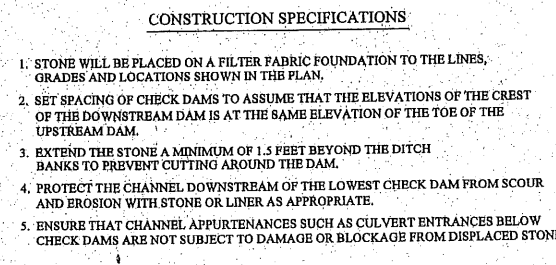 CONSTRUCTION SPECIFICATIONS
1. STONE WILL BE PLACED ON A FILTER FABRIC FOUNDATION TO THE LINES,
GRADES AND LOCATIONS SHOWN IN THE PLAN.
2. SET SPACING OF CHECK DAMS TO ASSUME THAT THE ELEVATIONS OF THE CREST
OF THE DOWNSTREAM DAM IS AT THE SAME ELEVATION OF THE TOE OF THE
UPSTREAM DAM.
3. EXTEND THE STONE A MINIMUM OF 1.5 FEET BEYOND THE DITCH
BANKS TO PREVENT CUTTING AROUND THE DAM.
4. PROTECT THE CHANNEL DOWNSTREAM OF THE LOWEST CHECK DAM FROM SCOUR
AND EROSION WITH STONE OR LINER AS APPROPRIATE.
5. ENSURE THAT CHANNEL APPURTENANCES SUCH AS CULVERT ENTRANCES BELOW
CHECK DAMS ARE NOT SUBJECT TO DAMAGE OR BLOCKAGE FROM DISPLACED STON